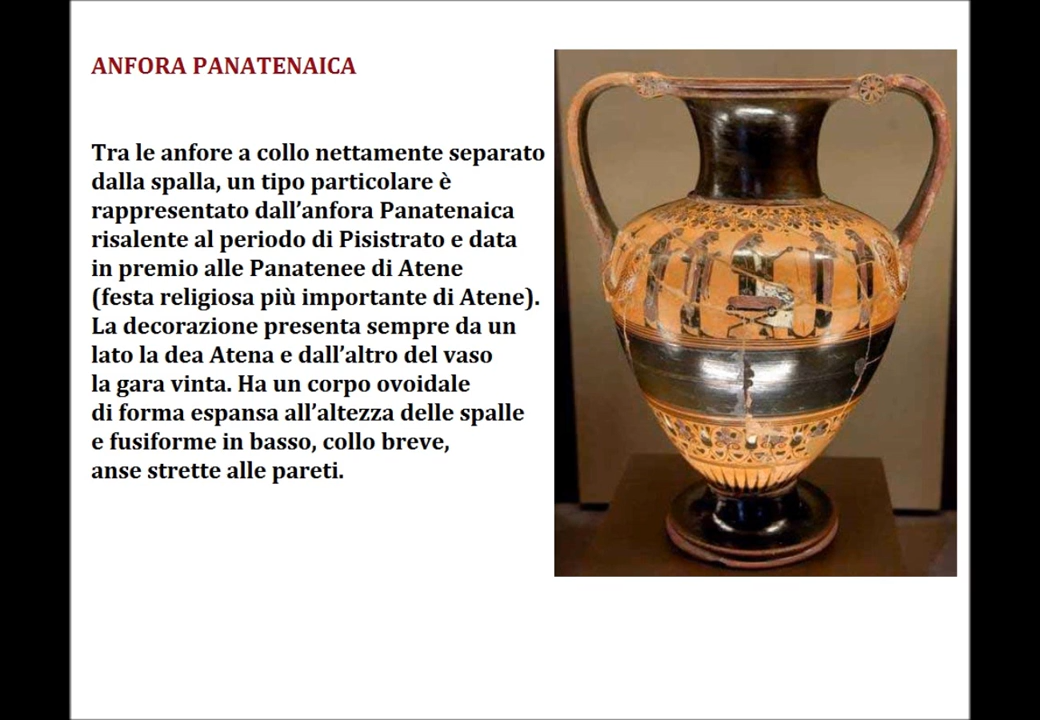 ANFORA PANATENAICA
Tra le anfore a collo nettamente separato
dalla spalla, un tipo particolare è
rappresentato dall’anfora Panatenaica
risalente al periodo di Pisistrato e data
in premio alle Panatenee di Atene
(festa religiosa più importante di Atene).
La decorazione presenta sempre da un
lato la dea Atena e dall’altro del vaso
la gara vinta. Ha un corpo ovoidale
di forma espansa all’altezza delle spalle
e fusiforme in basso, collo breve,
anse strette alle pareti.